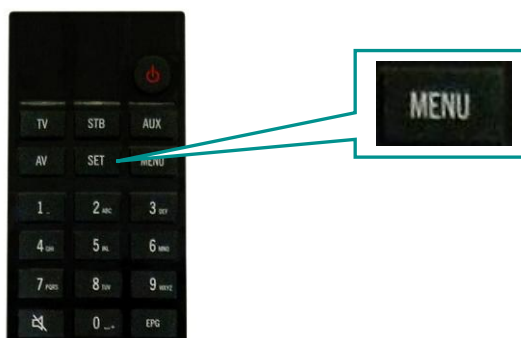 TV STB AUX
AV SET MENU
MENU
1
2 ABC
3 DEF
4 GHI
5 JKL
6 MNO
7 PQRS
8 TUV
9 WXYZ
0
EPG